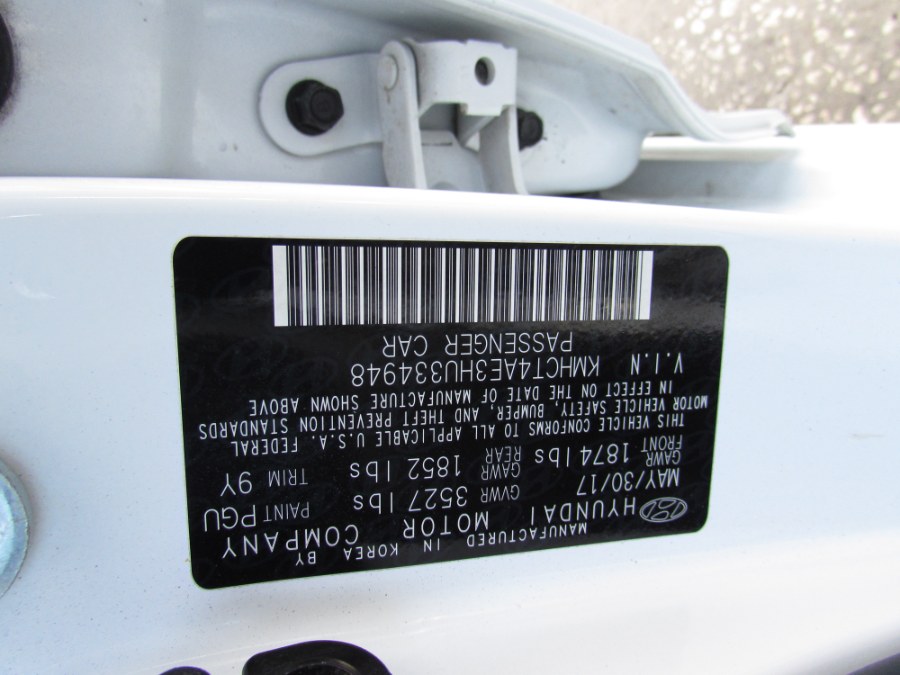 MANUFACTURED IN KOREA BY
HYUNDAI MOTOR COMPANY
MAY/30/17 GVWR 3527 lbs PAINT PGU
GAWR FRONT 1874 lbs GAWR REAR 1852 lbs TRIM 9Y
THIS VEHICLE CONFORMS TO ALL APPLICABLE U.S.A. FEDERAL
MOTOR VEHICLE SAFETY, BUMPER, AND THEFT PREVENTION STANDARDS
IN EFFECT ON THE DATE OF MANUFACTURE SHOWN ABOVE
V.I.N KMHCT4AE3HU334948
PASSENGER CAR